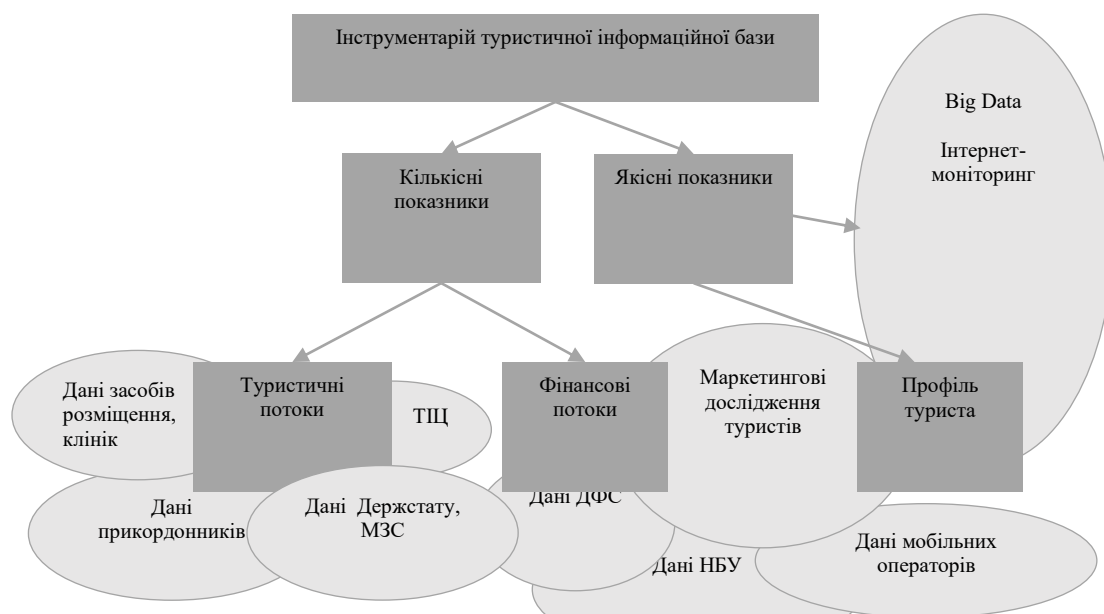 Інструментарій туристичної інформаційної бази
Big Data
Інтернет-
моніторинг
Кількісні
показники
Якісні показники
Дані засобів
розміщення,
клінік
Туристичні
потоки
ТІЦ
Фінансові
потоки
Маркетингові
дослідження
туристів
Профіль
туриста
Дані
прикордонників
Дані Держстату,
МЗС
Дані ДФС
Дані НБУ
Дані мобільних
операторів